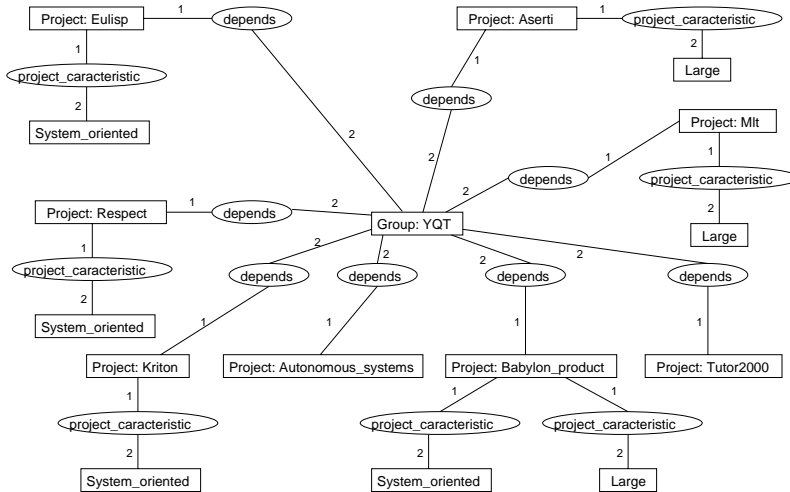 Project: Eulisp
1
depends
1
project_caracteristic
2
System_oriented
2
Project: Aserti
1
project_caracteristic
2
Large
1
depends
2
Project: Mlt
1
depends
2
1
project_caracteristic
2
Large
Project: Respect
1
depends
2
1
project_caracteristic
2
System_oriented
Group: YQT
2
depends
1
Project: Kriton
1
project_caracteristic
2
System_oriented
2
depends
1
Project: Autonomous_systems
2
depends
1
Project: Babylon_product
1
project_caracteristic
2
System_oriented
1
project_caracteristic
2
Large
2
depends
1
Project: Tutor2000